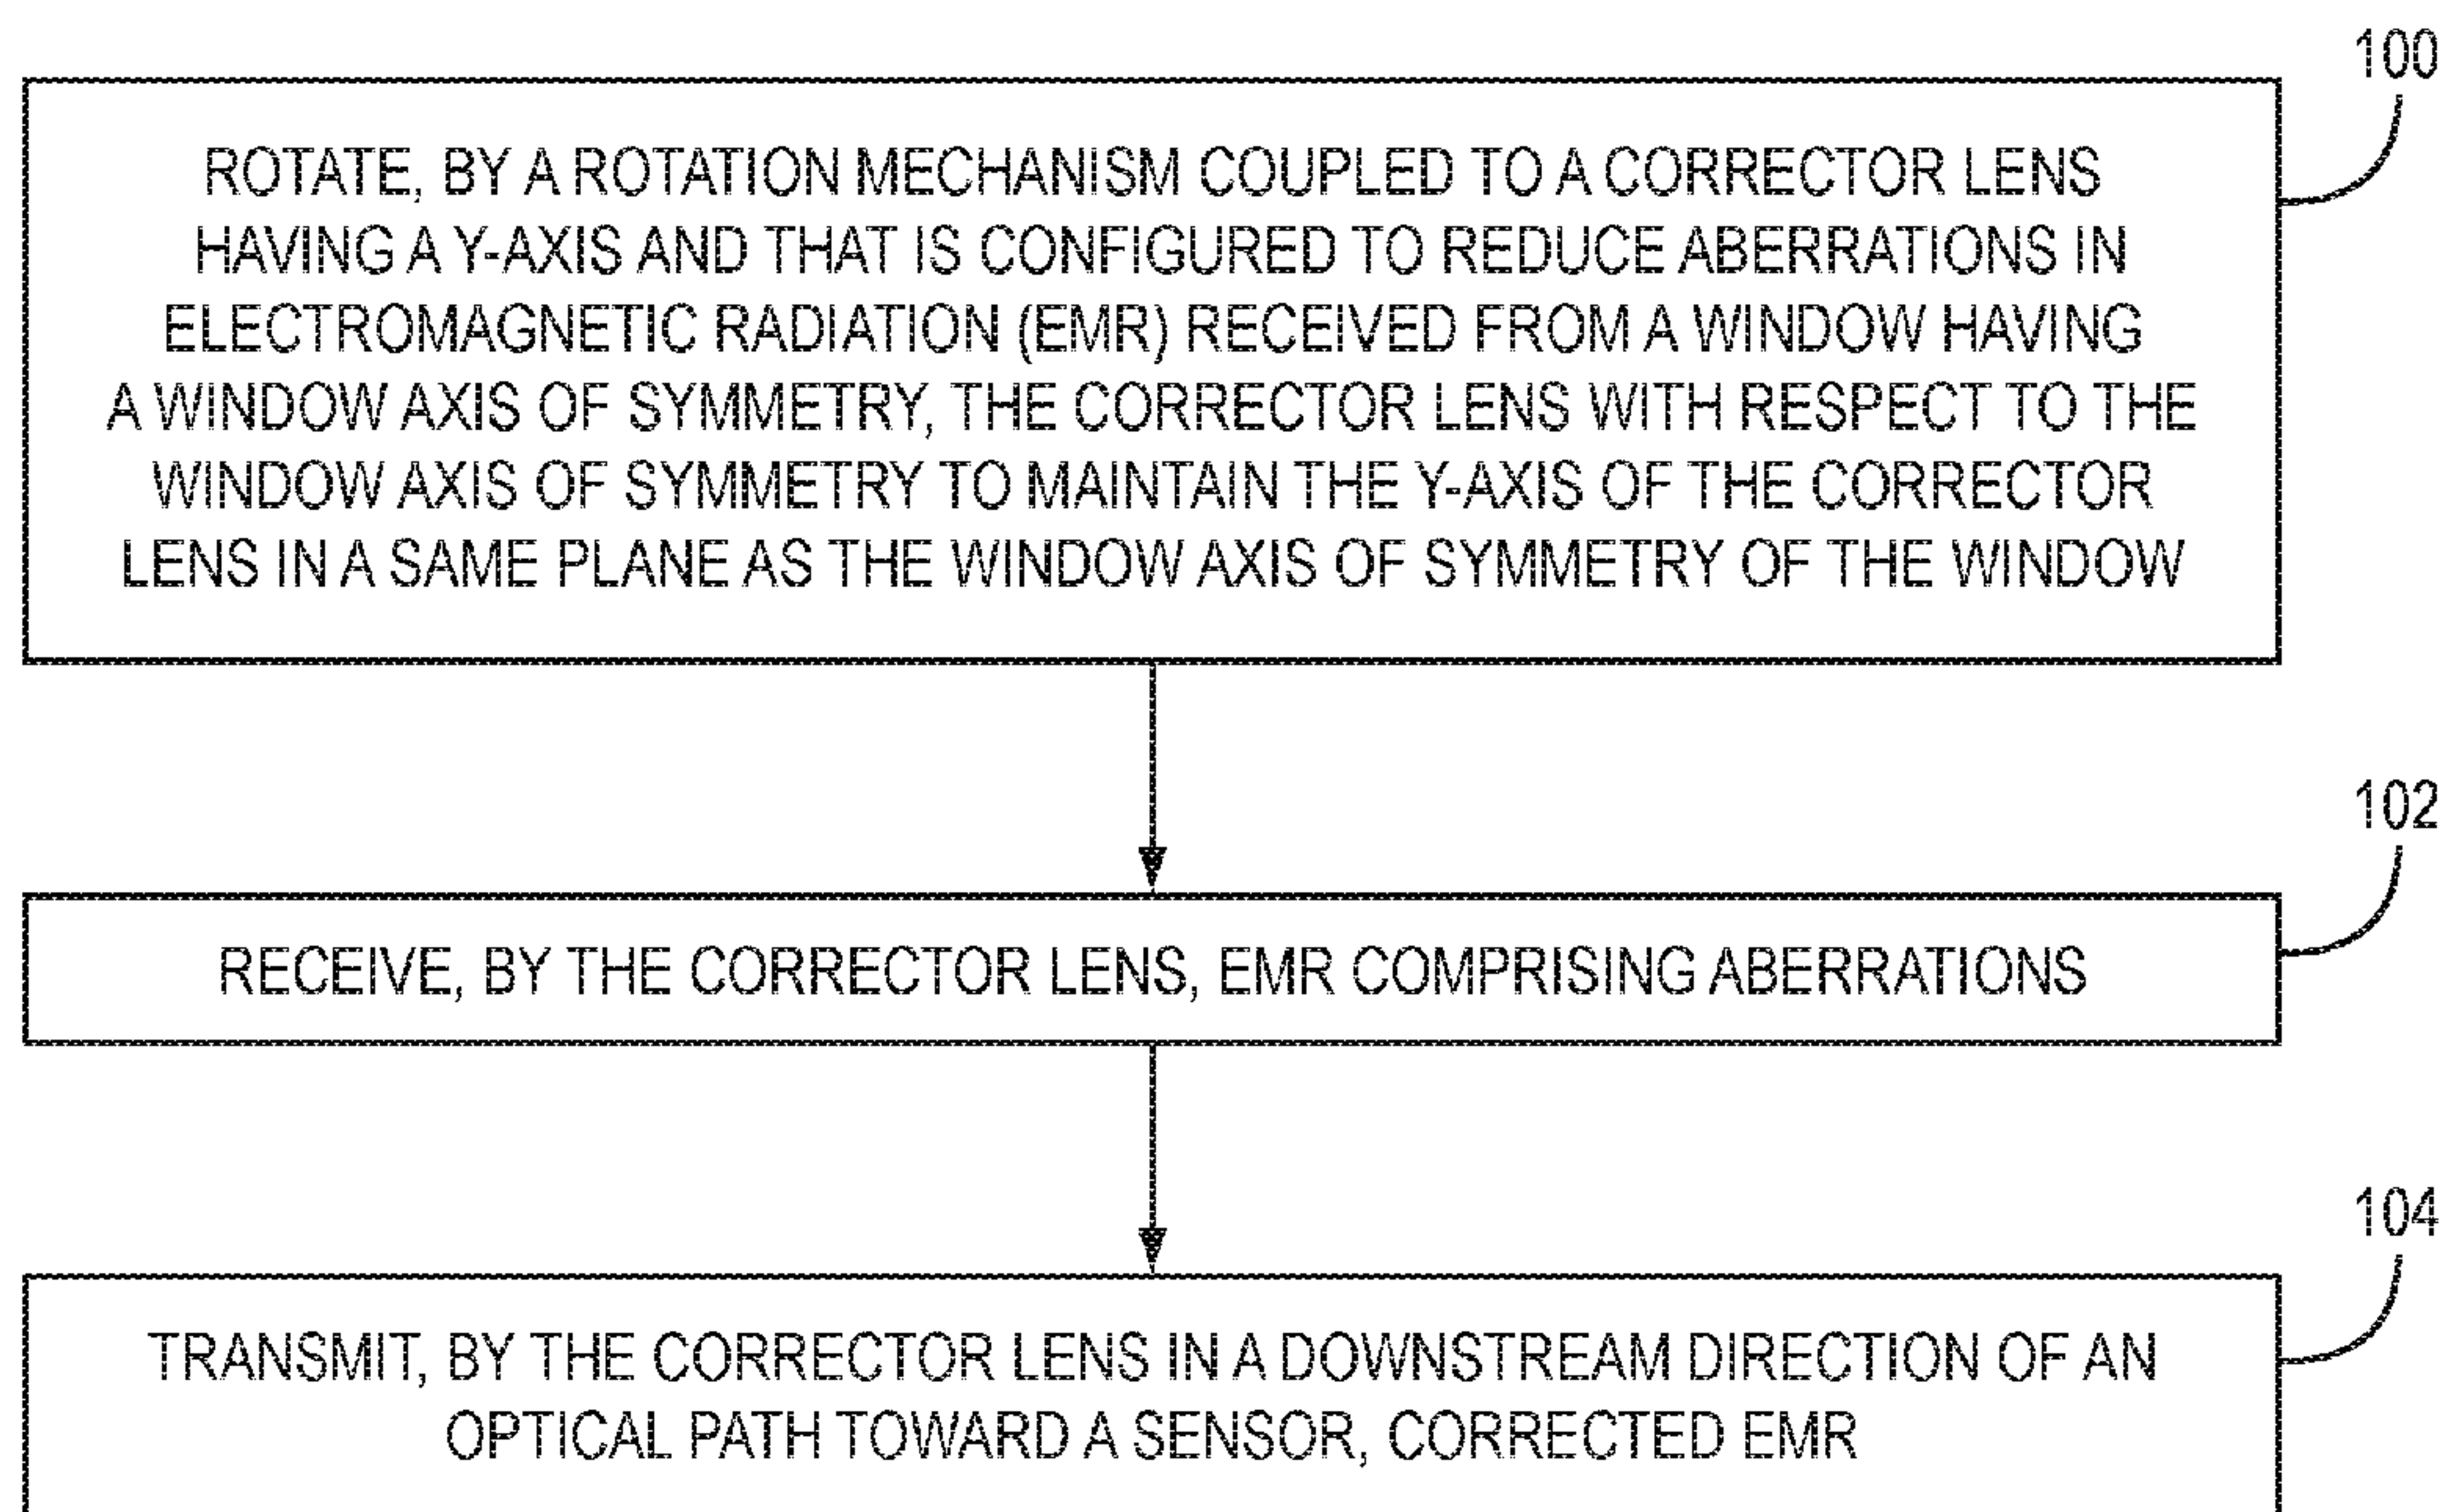 100
ROTATE, BY A ROTATION MECHANISM COUPLED TO A CORRECTOR LENS
HAVING A Y-AXIS AND THAT IS CONFIGURED TO REDUCE ABERRATIONS IN
ELECTROMAGNETIC RADIATION (EMR) RECEIVED FROM A WINDOW HAVING
A WINDOW AXIS OF SYMMETRY, THE CORRECTOR LENS WITH RESPECT TO THE
WINDOW AXIS OF SYMMETRY TO MAINTAIN THE Y-AXIS OF THE CORRECTOR
LENS IN A SAME PLANE AS THE WINDOW AXIS OF SYMMETRY OF THE WINDOW
102
RECEIVE, BY THE CORRECTOR LENS, EMR COMPRISING ABERRATIONS
104
TRANSMIT, BY THE CORRECTOR LENS IN A DOWNSTREAM DIRECTION OF AN
OPTICAL PATH TOWARD A SENSOR, CORRECTED EMR